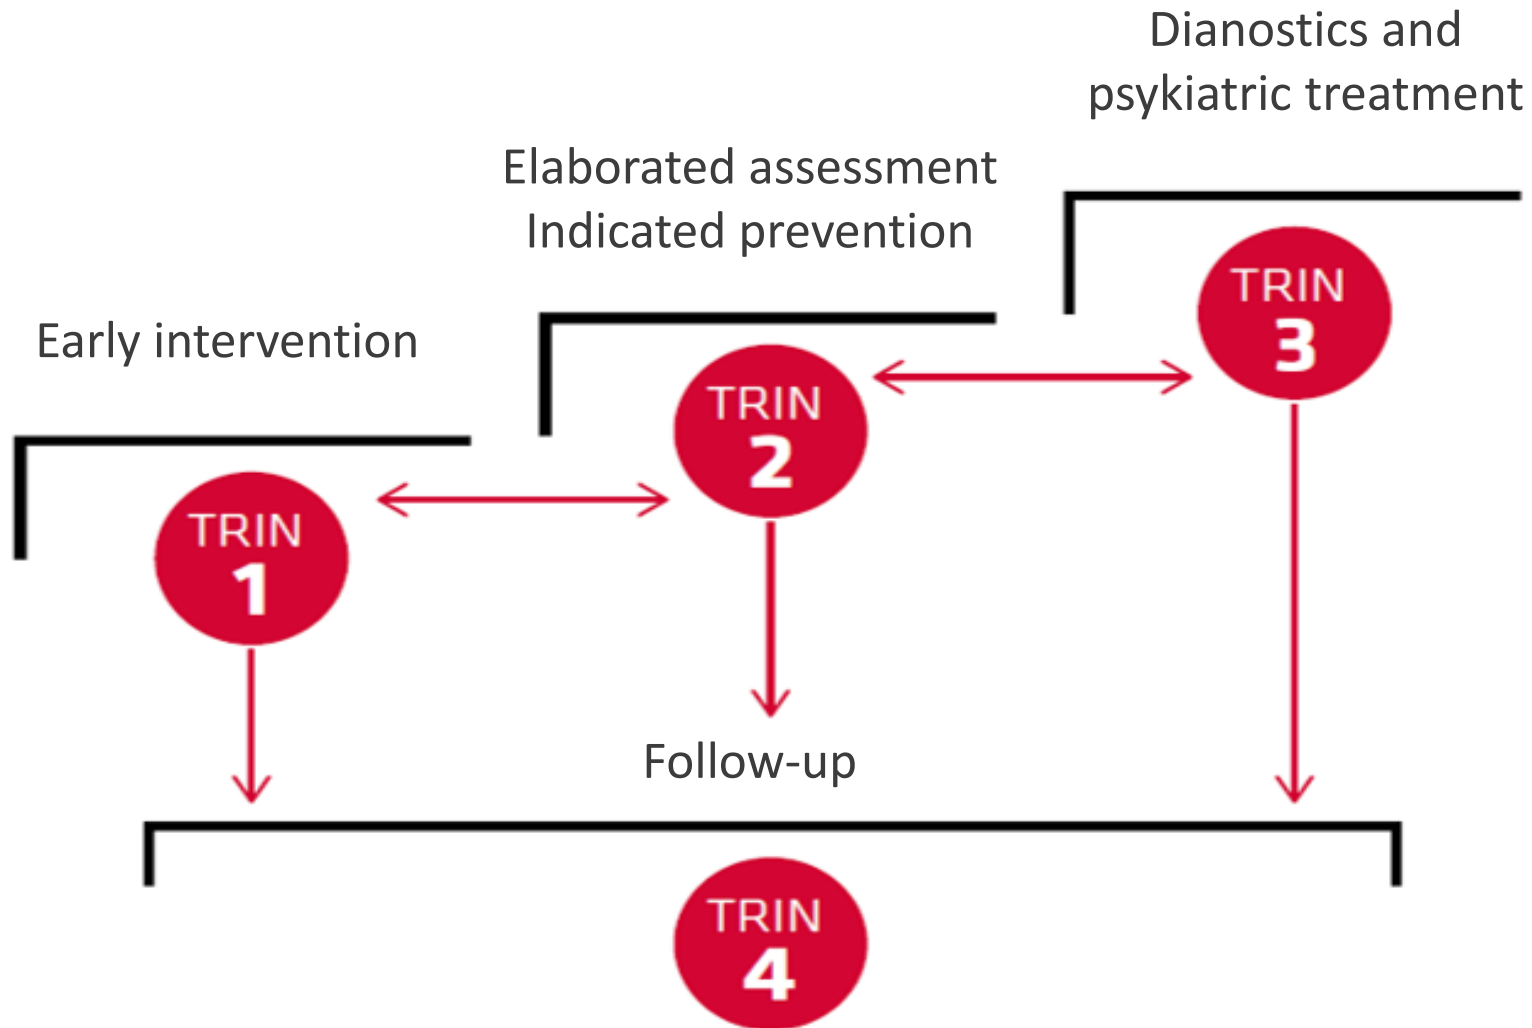 Dianostics and
psykiatric treatment
Elaborated assessment
Indicated prevention
Early intervention
TRIN
3
TRIN
2
TRIN
1
Follow-up
TRIN
4